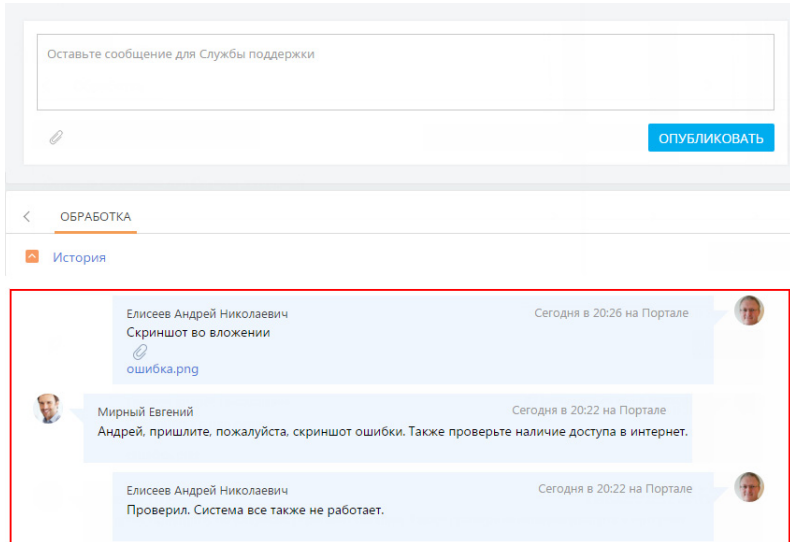 Оставьте сообщение для Службы поддержки
ОПУБЛИКОВАТЬ
ОБРАБОТКА
История
Елисеев Андрей Николаевич
Сегодня в 20:26 на Портале
Скриншот во вложении
ошибка.png
Мирный Евгений
Сегодня в 20:22 на Портале
Андрей, пришлите, пожалуйста, скриншот ошибки. Также проверьте наличие доступа в интернет.
Елисеев Андрей Николаевич
Сегодня в 20:22 на Портале
Проверил. Система все также не работает.